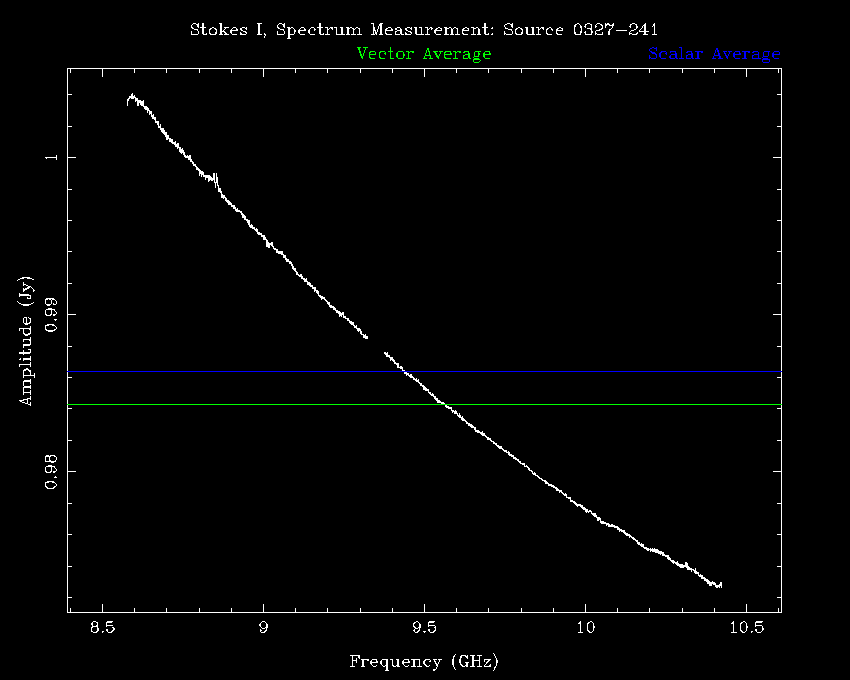 Stokes I, Spectrum Measurement: Source 0327−241
Vector Average Scalar Average
1
0.99
0.98
Amplitude (Jy)
8.5 9 9.5 10 10.5
Frequency (GHz)